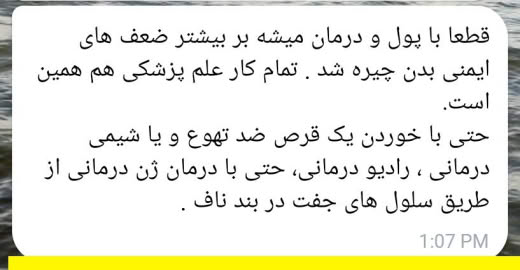 قطعا با پول و درمان میشه بر بیشتر ضعف های
ایمنی بدن چیره شد . تمام کار علم پزشکی هم همین
است.
حتی با خوردن یک قرص ضد تهوع و یا شیمی
درمانی ، رادیو درمانی، حتی با درمان ژن درمانی از
طریق سلول های جفت در بند ناف .
1:07 PM